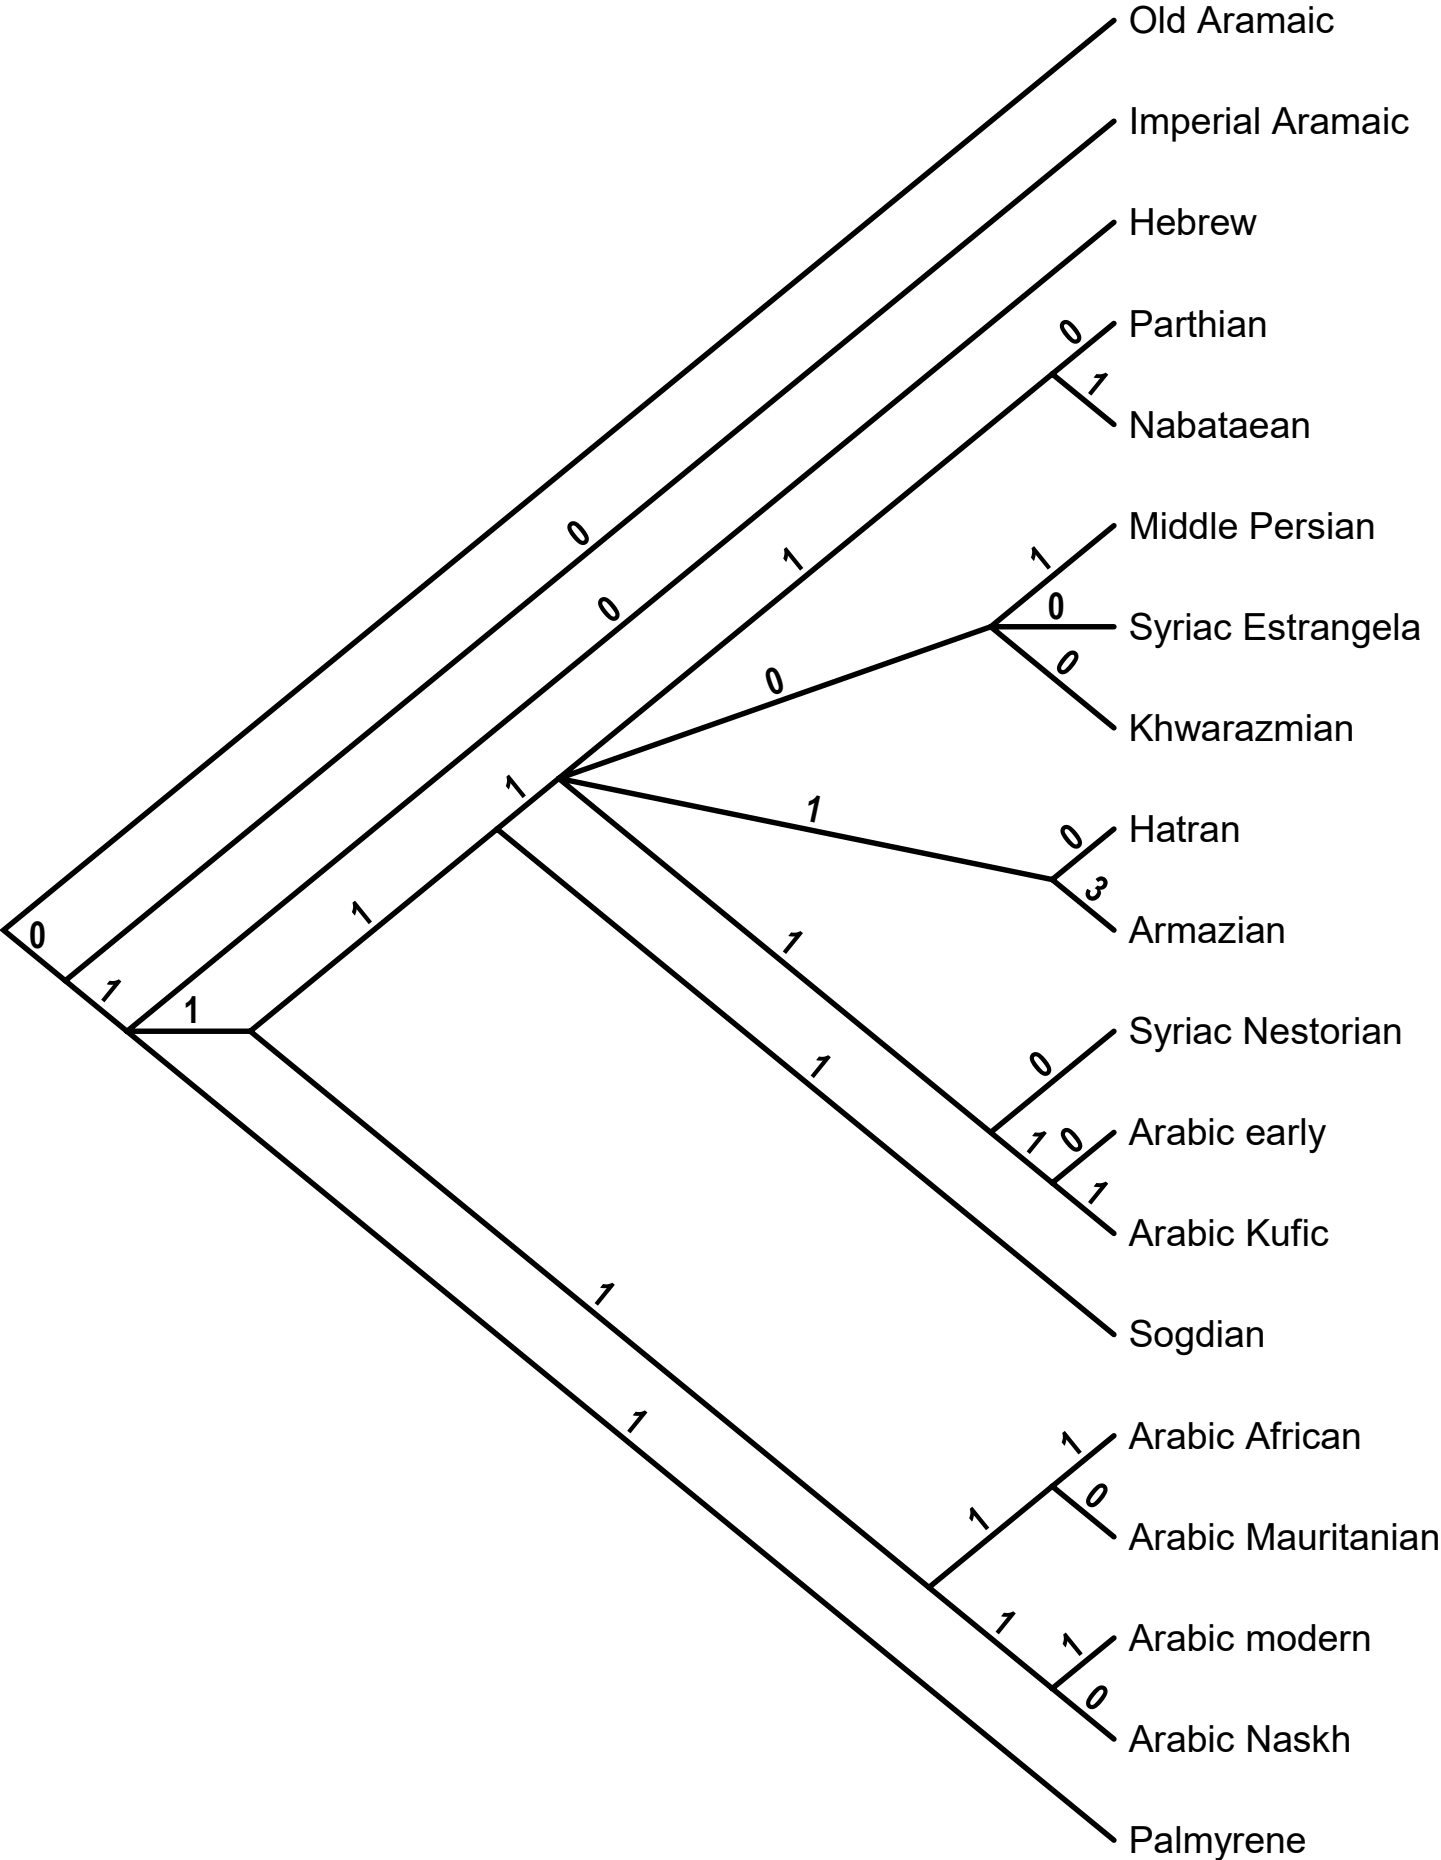 Old Aramaic
Imperial Aramaic
Hebrew
0
Parthian
1
Nabataean
0
1
Middle Persian
1
0
Syriac Estrangela
0
0
0
Khwarazmian
1
1
Hatran
0
3
1
Armazian
0
1
1
1
Syriac Nestorian
0
1
1
0
Arabic early
1
Arabic Kufic
1
Sogdian
1
1
Arabic African
0
1
Arabic Mauritanian
1
1
Arabic modern
0
Arabic Naskh
Palmyrene